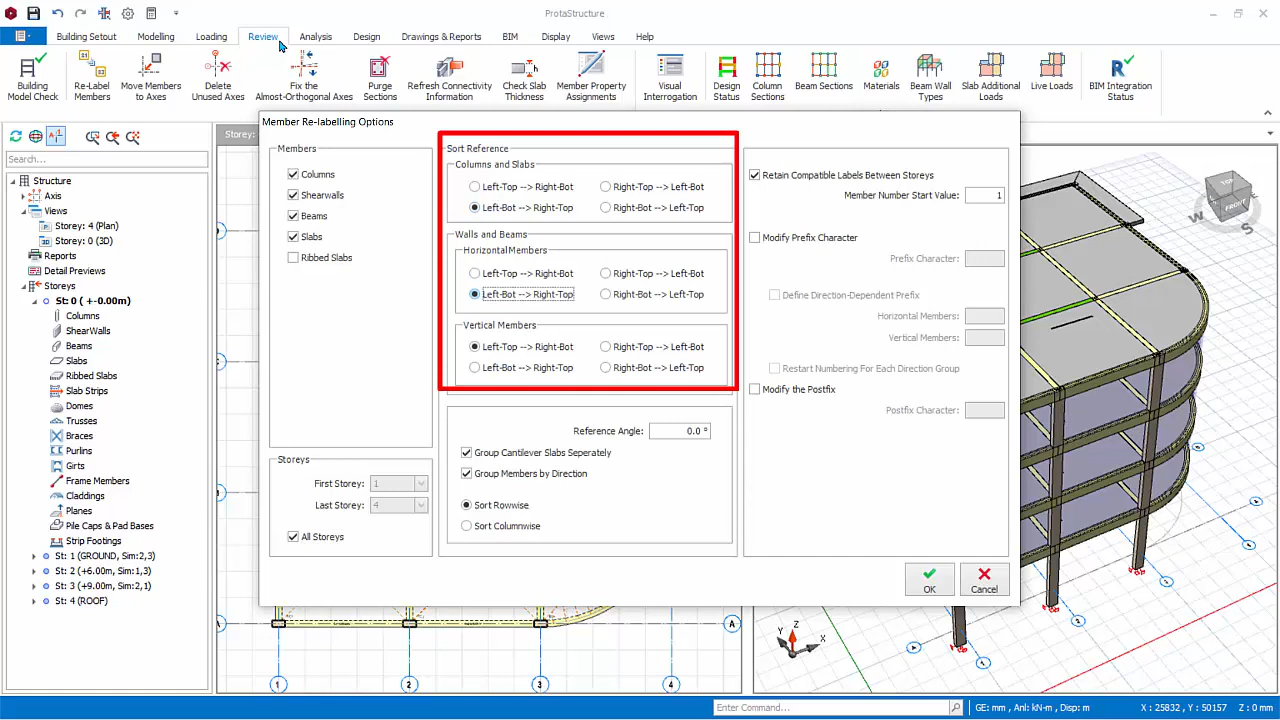 ProtaStructure
Building Setout Modelling Loading Review Analysis Design Drawings & Reports BIM Display Views Help
Building Model Check
Re-Label Members
Move Members to Axes
Delete Unused Axes
Fix the Almost-Orthogonal Axes
Purge Sections
Refresh Connectivity Information
Check Slab Thickness
Member Property Assignments
Visual Interrogation
Design Status
Column Sections
Beam Sections
Materials
Beam Wall Types
Slab Additional Loads
Live Loads
BIM Integration Status
Storey:
Search...
Structure
Axis
Views
Storey: 4 (Plan)
Storey: 0 (3D)
Reports
Detail Previews
Storeys
St: 0 ( +-0.00m)
Columns
ShearWalls
Beams
Slabs
Ribbed Slabs
Slab Strips
Domes
Trusses
Braces
Purlins
Girts
Frame Members
Claddings
Planes
Pile Caps & Pad Bases
Strip Footings
St: 1 (GROUND, Sim:2,3)
St: 2 (+6.00m, Sim:1,3)
St: 3 (+9.00m, Sim:2,1)
St: 4 (ROOF)
Member Re-labelling Options
Members
Columns
Shearwalls
Beams
Slabs
Ribbed Slabs
Storeys
First Storey: 1
Last Storey: 4
All Storeys
Sort Reference
Columns and Slabs
Left-Top --> Right-Bot Right-Top --> Left-Bot
Left-Bot --> Right-Top Right-Bot --> Left-Top
Walls and Beams
Horizontal Members
Left-Top --> Right-Bot Right-Top --> Left-Bot
Left-Bot --> Right-Top Right-Bot --> Left-Top
Vertical Members
Left-Top --> Right-Bot Right-Top --> Left-Bot
Left-Bot --> Right-Top Right-Bot --> Left-Top
Reference Angle: 0.0 °
Group Cantilever Slabs Seperately
Group Members by Direction
Sort Rowwise
Sort Columnwise
Retain Compatible Labels Between Storeys
Member Number Start Value: 1
Modify Prefix Character
Prefix Character:
Define Direction-Dependent Prefix
Horizontal Members:
Vertical Members:
Restart Numbering For Each Direction Group
Modify the Postfix
Postfix Character:
OK Cancel
TOP
FRONT
W
S
A
1 2 3 4
Z
Y
X
Enter Command...
GE: mm , Anl: kN-m , Disp: m
X : 25832 , Y : 50157 Z : 0 mm